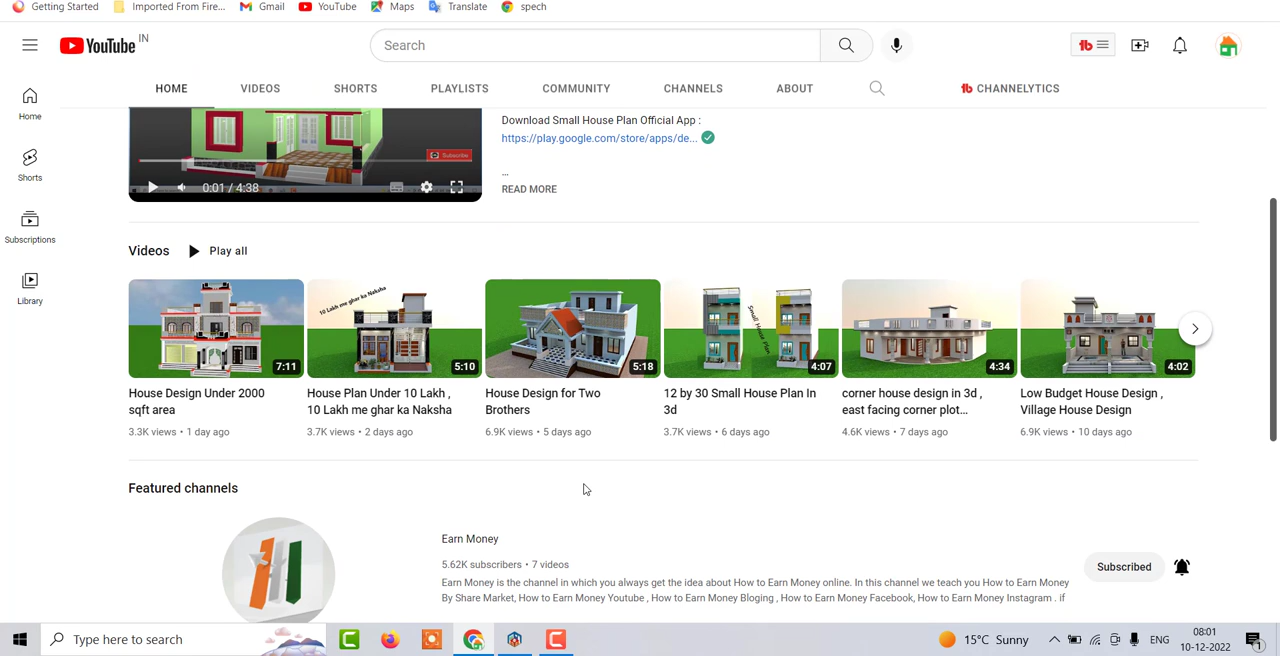 Getting Started Imported From Fire... Gmail YouTube Maps Translate spech
YouTube IN Search
HOME VIDEOS SHORTS PLAYLISTS COMMUNITY CHANNELS ABOUT CHANNELYTICS
Home
Shorts
Subscriptions
Library
Download Small House Plan Official App :
https://play.google.com/store/apps/de...
...
READ MORE
Subscribe
0:01 / 4:38
Videos Play all
10 Lakh me ghar ka Naksha
Small House Plan
7:11 5:10 5:18 4:07 4:34 4:02
House Design Under 2000
sqft area
3.3K views • 1 day ago
House Plan Under 10 Lakh ,
10 Lakh me ghar ka Naksha
3.7K views • 2 days ago
House Design for Two
Brothers
6.9K views • 5 days ago
12 by 30 Small House Plan In
3d
3.7K views • 6 days ago
corner house design in 3d ,
east facing corner plot...
4.6K views • 7 days ago
Low Budget House Design ,
Village House Design
6.9K views • 10 days ago
Featured channels
Earn Money
5.62K subscribers • 7 videos
Earn Money is the channel in which you always get the idea about How to Earn Money online. In this channel we teach you How to Earn Money
By Share Market, How to Earn Money Youtube , How to Earn Money Bloging , How to Earn Money Facebook, How to Earn Money Instagram . if
Subscribed
Type here to search
15°C Sunny
ENG
08:01
10-12-2022
1